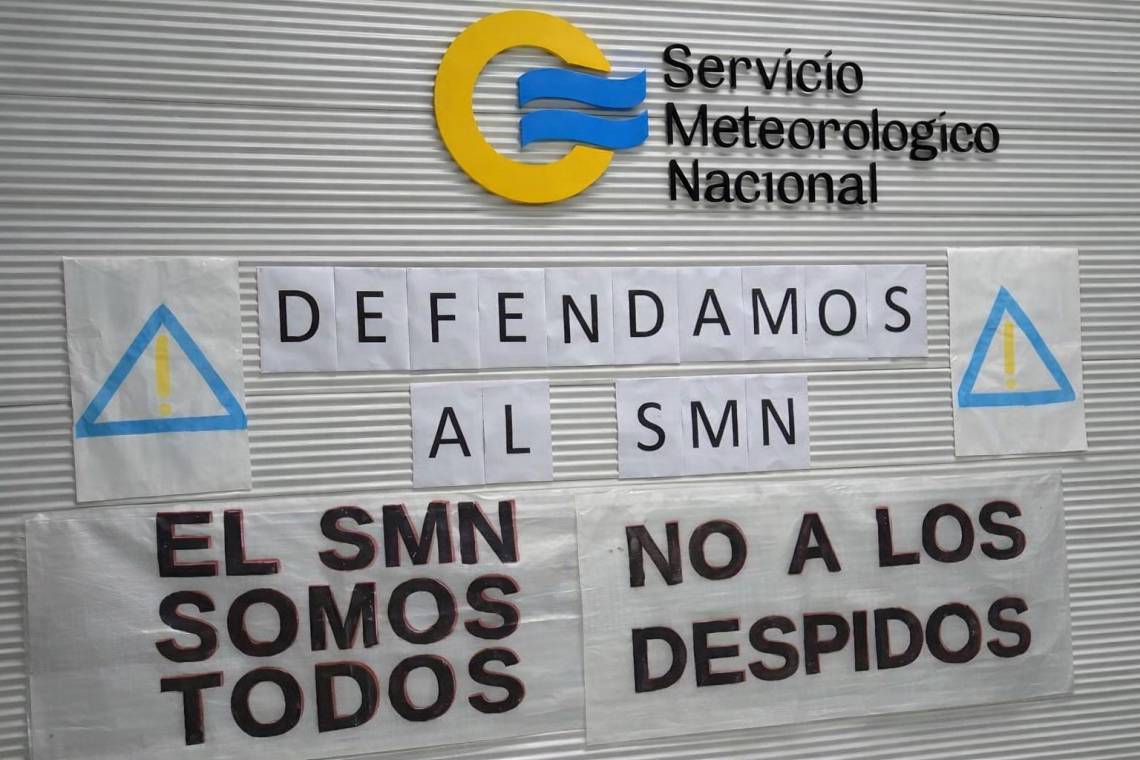 Servicio
Meteorologico
Nacional
DEFENDAMOS
AL SMN
!
!
EL SMN
SOMOS
TODOS
NO A LOS
DESPIDOS